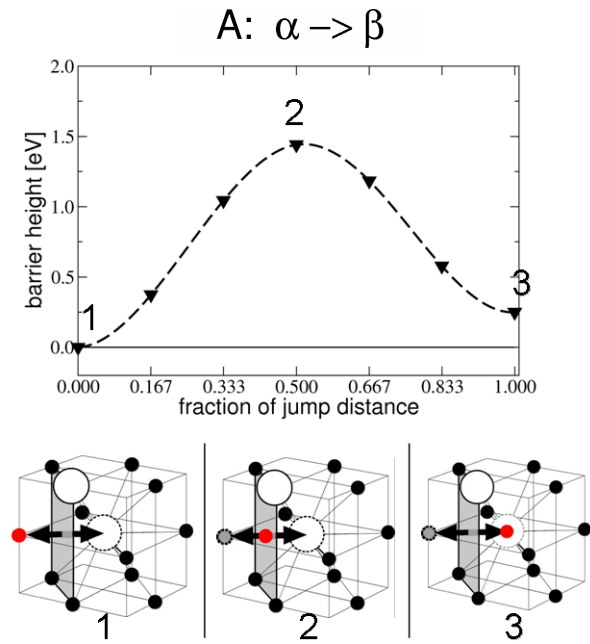 A: α −> β
2.0
1.5
1.0
0.5
0.0
barrier height [eV]
1
2
3
0.000 0.167 0.333 0.500 0.667 0.833 1.000
fraction of jump distance
1 2 3